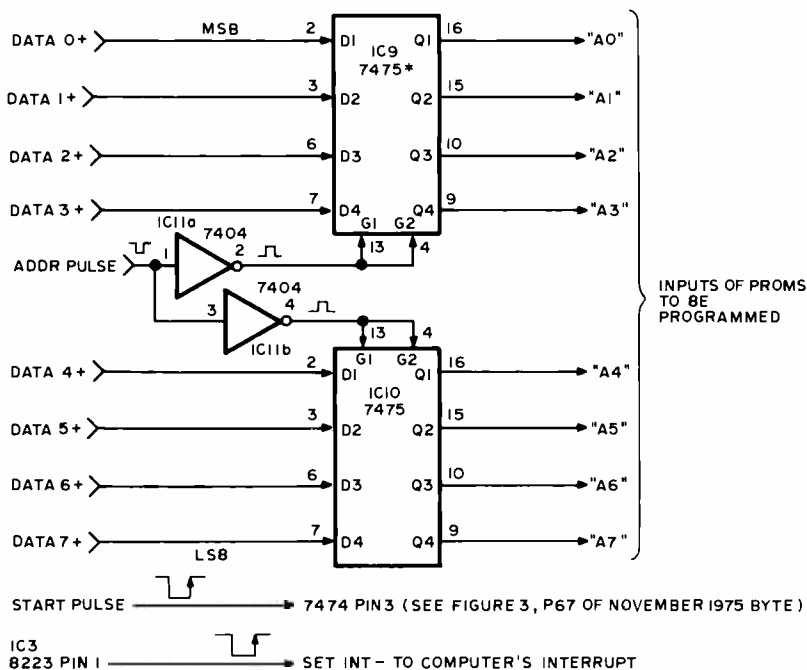 DATA 0+ MSB 2 D1 IC9 7475* Q1 16 "A0"
DATA 1+ 3 D2 Q2 15 "A1"
DATA 2+ 6 D3 Q3 10 "A2"
DATA 3+ 7 D4 Q4 9 "A3"
G1 G2
IC11a 7404 13 4
ADDR PULSE 1 2
INPUTS OF PROMS
TO BE
PROGRAMMED
7404
3 4
IC11b
13 4
G1 G2
DATA 4+ 2 D1 IC10 7475 Q1 16 "A4"
DATA 5+ 3 D2 Q2 15 "A5"
DATA 6+ 6 D3 Q3 10 "A6"
DATA 7+ LSB 7 D4 Q4 9 "A7"
START PULSE 7474 PIN3 (SEE FIGURE 3, P67 OF NOVEMBER 1975 BYTE)
IC3
8223 PIN 1 SET INT – TO COMPUTER'S INTERRUPT